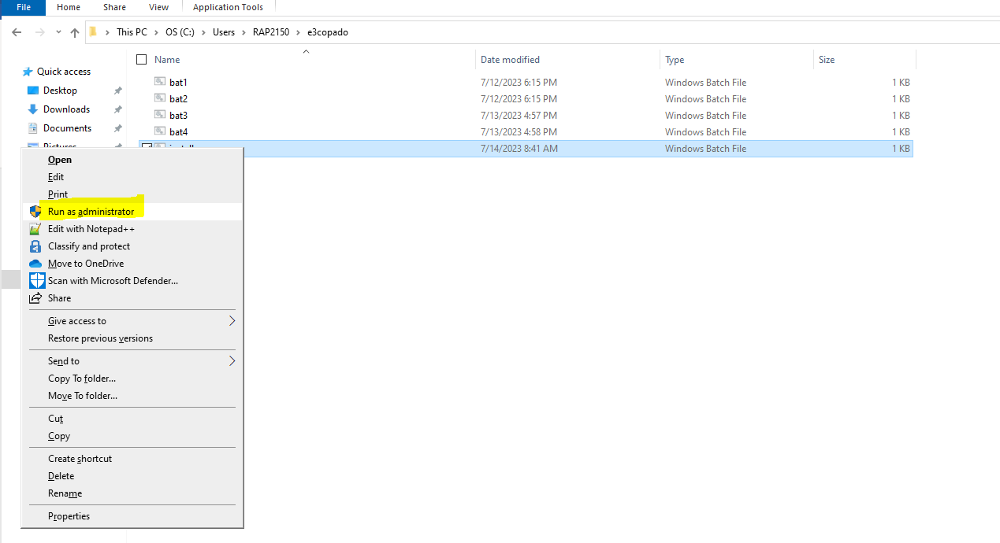 File Home Share View Application Tools
This PC > OS (C:) > Users > RAP2150 > e3copado
Name Date modified Type Size
Quick access
Desktop
Downloads
Documents
Pictures
bat1 7/12/2023 6:15 PM Windows Batch File 1 KB
bat2 7/12/2023 6:15 PM Windows Batch File 1 KB
bat3 7/13/2023 4:57 PM Windows Batch File 1 KB
bat4 7/13/2023 4:58 PM Windows Batch File 1 KB
7/14/2023 8:41 AM Windows Batch File 1 KB
Open
Edit
Print
Run as administrator
Edit with Notepad++
Classify and protect
Move to OneDrive
Scan with Microsoft Defender...
Share
Give access to
Restore previous versions
Send to
Copy To folder...
Move To folder...
Cut
Copy
Create shortcut
Delete
Rename
Properties